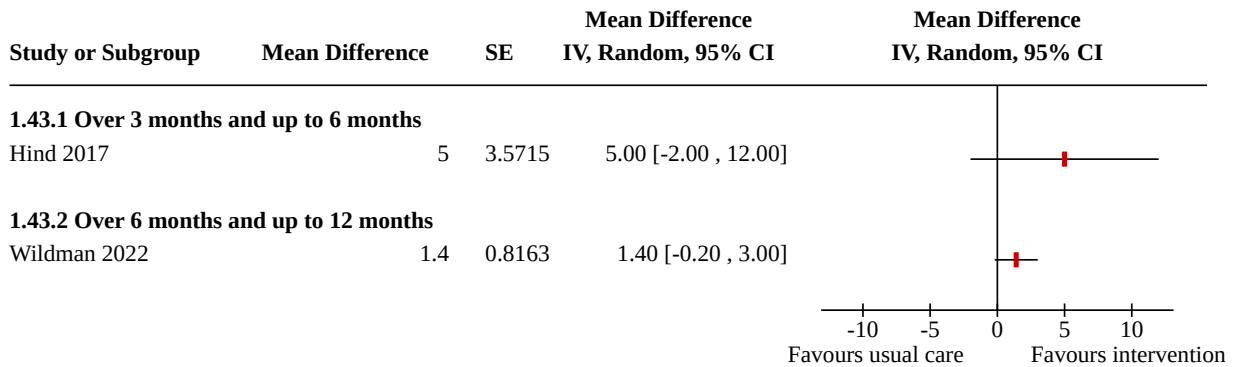 Mean Difference Mean Difference
Study or Subgroup Mean Difference SE IV, Random, 95% CI IV, Random, 95% CI
1.43.1 Over 3 months and up to 6 months
Hind 2017 5 3.5715 5.00 [-2.00 , 12.00]
1.43.2 Over 6 months and up to 12 months
Wildman 2022 1.4 0.8163 1.40 [-0.20 , 3.00]
-10 -5 0 5 10
Favours usual care Favours intervention